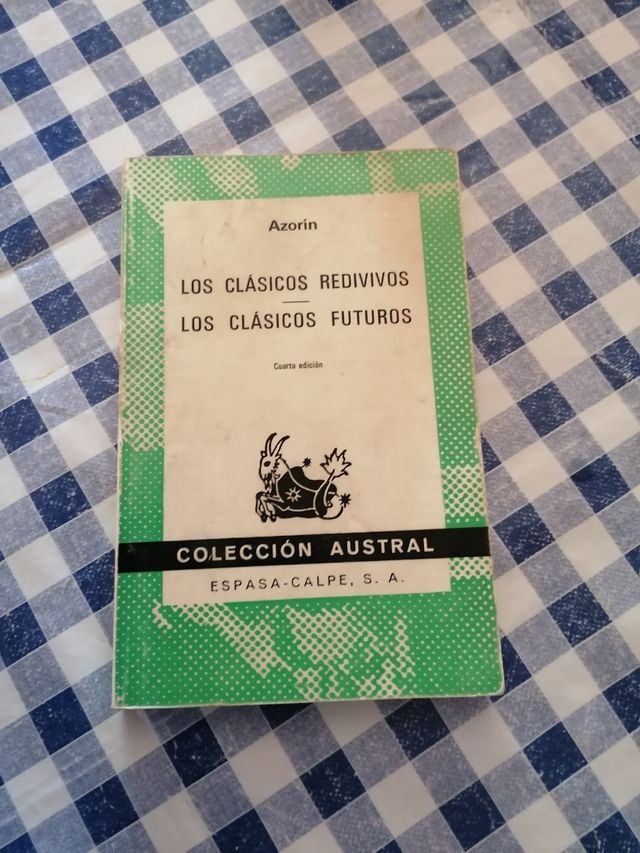 Azorín
LOS CLÁSICOS REDIVIVOS
LOS CLÁSICOS FUTUROS
Cuarta edición
COLECCIÓN AUSTRAL
ESPASA-CALPE, S. A.